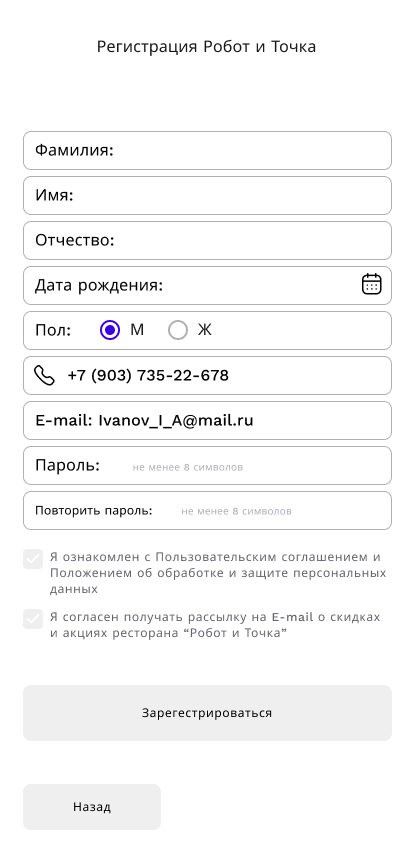 Регистрация Робот и Точка
Фамилия:
Имя:
Отчество:
Дата рождения:
Пол: М Ж
+7 (903) 735-22-678
E-mail: Ivanov_I_A@mail.ru
Пароль: не менее 8 символов
Повторить пароль: не менее 8 символов
Я ознакомлен с Пользовательским соглашением и
Положением об обработке и защите персональных
данных
Я согласен получать рассылку на E-mail о скидках
и акциях ресторана “Робот и Точка”
Зарегестрироваться
Назад